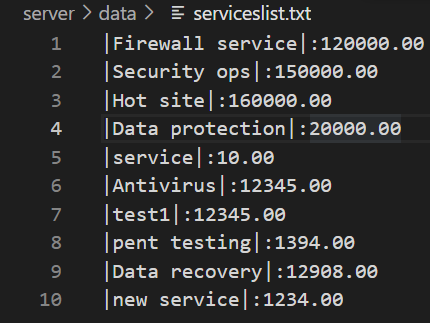 server > data > serviceslist.txt
1 |Firewall service|:120000.00
2 |Security ops|:150000.00
3 |Hot site|:160000.00
4 |Data protection|:20000.00
5 |service|:10.00
6 |Antivirus|:12345.00
7 |test1|:12345.00
8 |pent testing|:1394.00
9 |Data recovery|:12908.00
10 |new service|:1234.00